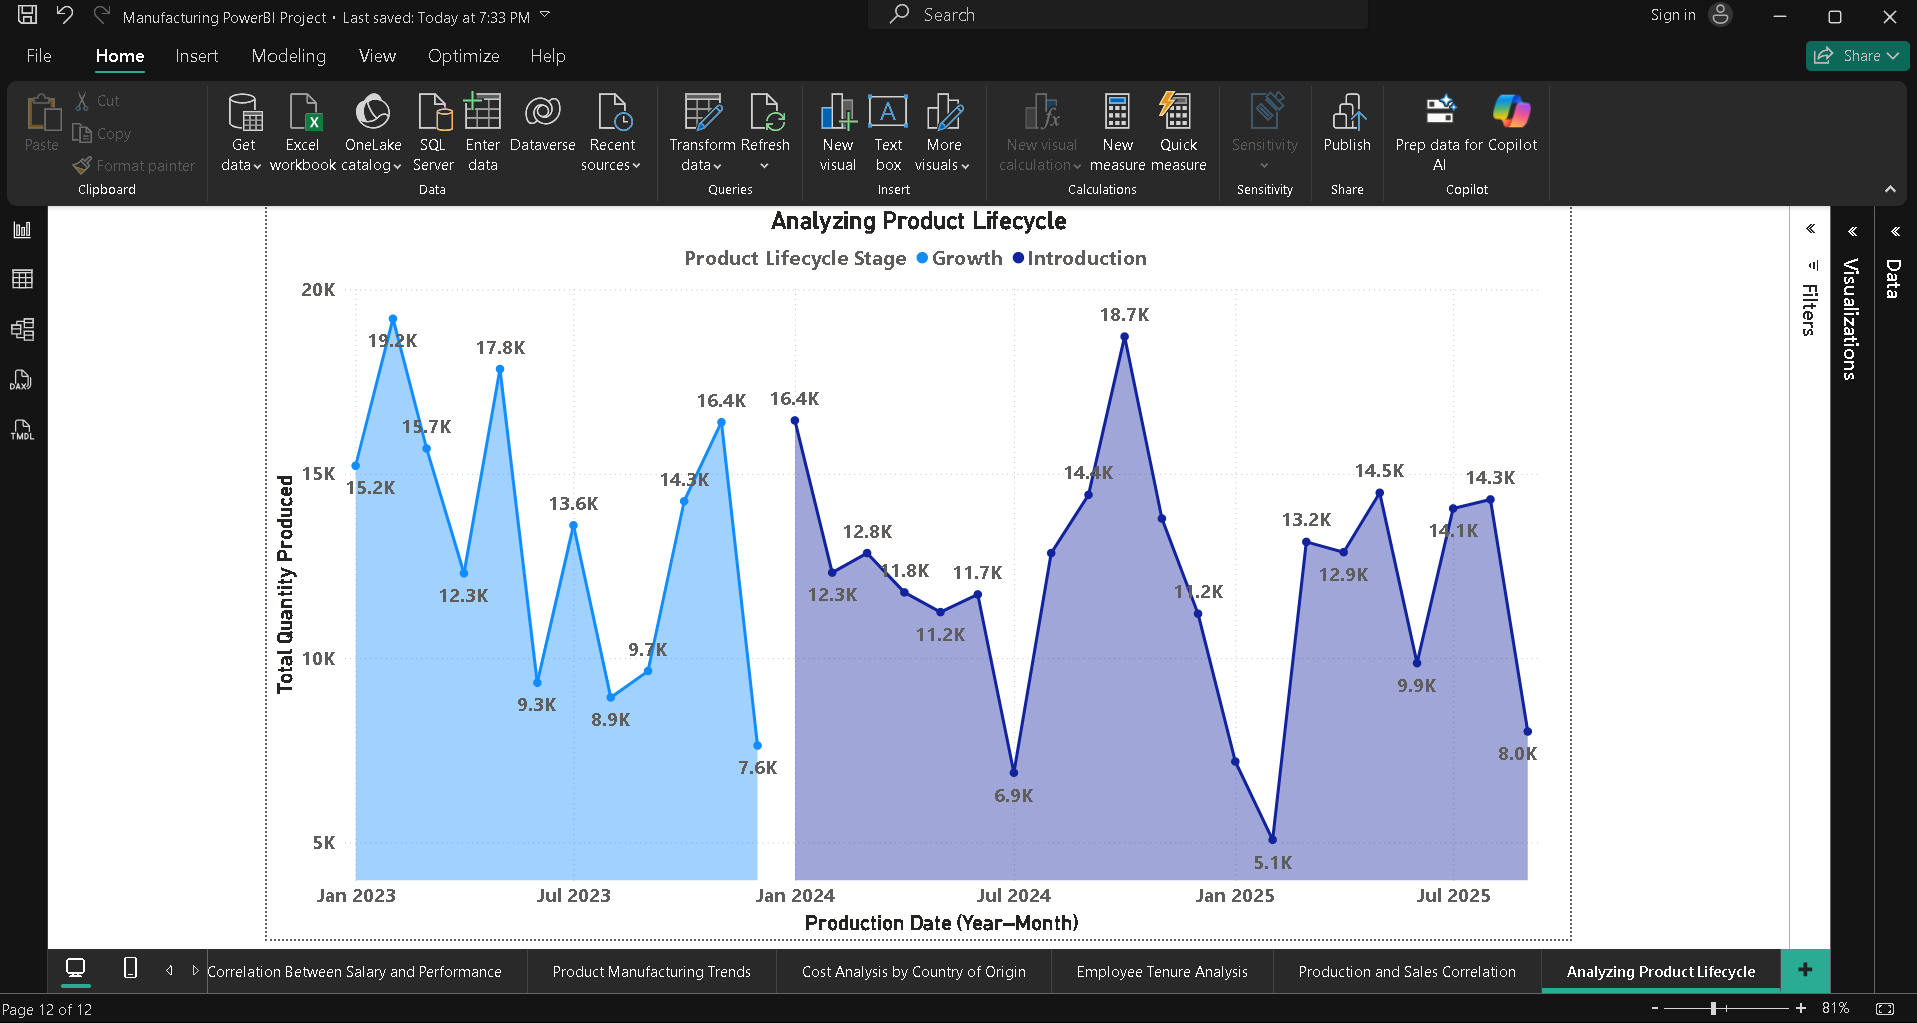 Manufacturing PowerBI Project • Last saved: Today at 7:33 PM
Search
Sign in
File Home Insert Modeling View Optimize Help
Share
Paste
Cut
Copy
Format painter
Clipboard
Get data
Excel workbook
OneLake catalog
SQL Server
Enter data
Dataverse
Recent sources
Data
Transform data
Refresh
Queries
New visual
Text box
More visuals
Insert
New visual calculation
New measure
Quick measure
Calculations
Sensitivity
Sensitivity
Publish
Share
Prep data for AI
Copilot
Copilot
DAX
TMDL
Analyzing Product Lifecycle
Product Lifecycle Stage Growth Introduction
Total Quantity Produced
20K
15K
10K
5K
15.2K
19.2K
15.7K
12.3K
17.8K
9.3K
13.6K
8.9K
9.7K
14.3K
16.4K
7.6K
16.4K
12.3K
12.8K
11.8K
11.2K
11.7K
6.9K
14.4K
18.7K
11.2K
5.1K
13.2K
12.9K
14.5K
9.9K
14.1K
14.3K
8.0K
Jan 2023 Jul 2023 Jan 2024 Jul 2024 Jan 2025 Jul 2025
Production Date (Year–Month)
Filters
Visualizations
Data
Correlation Between Salary and Performance
Product Manufacturing Trends
Cost Analysis by Country of Origin
Employee Tenure Analysis
Production and Sales Correlation
Analyzing Product Lifecycle
Page 12 of 12
81%